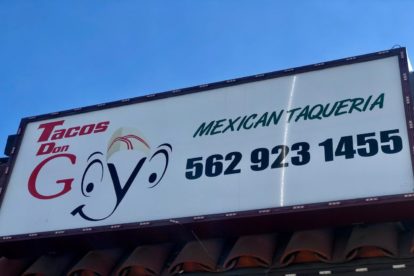 Tacos
Don
Goyo
MEXICAN TAQUERIA
562 923 1455